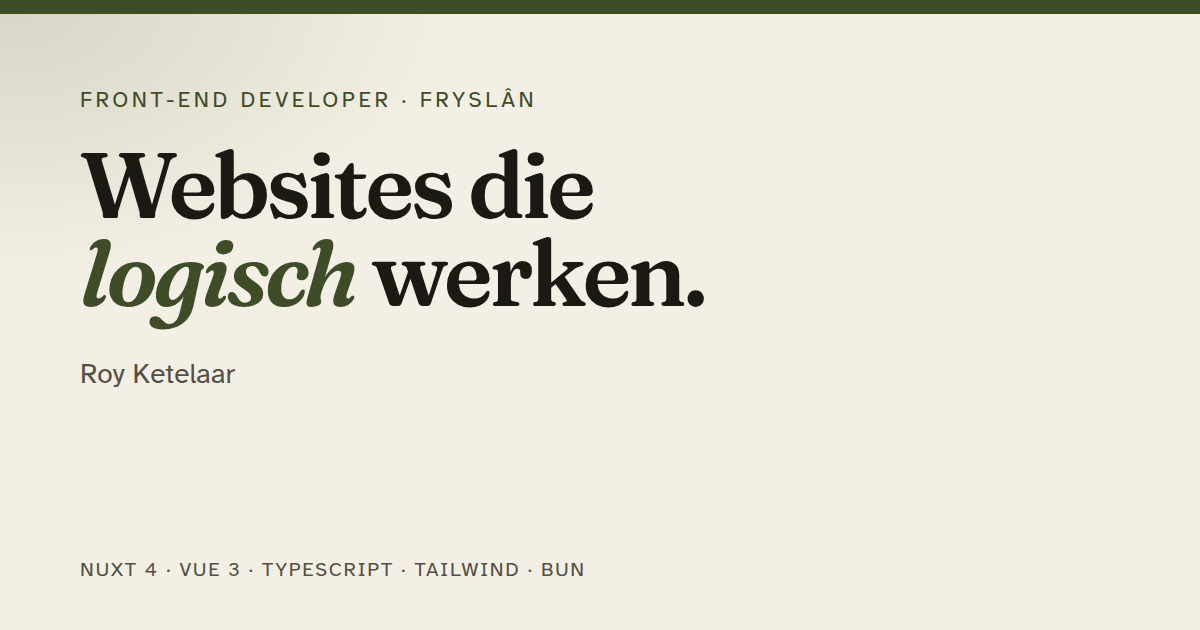 FRONT-END DEVELOPER · FRYSLÂN
Websites die
logisch werken.
Roy Ketelaar
NUXT 4 · VUE 3 · TYPESCRIPT · TAILWIND · BUN